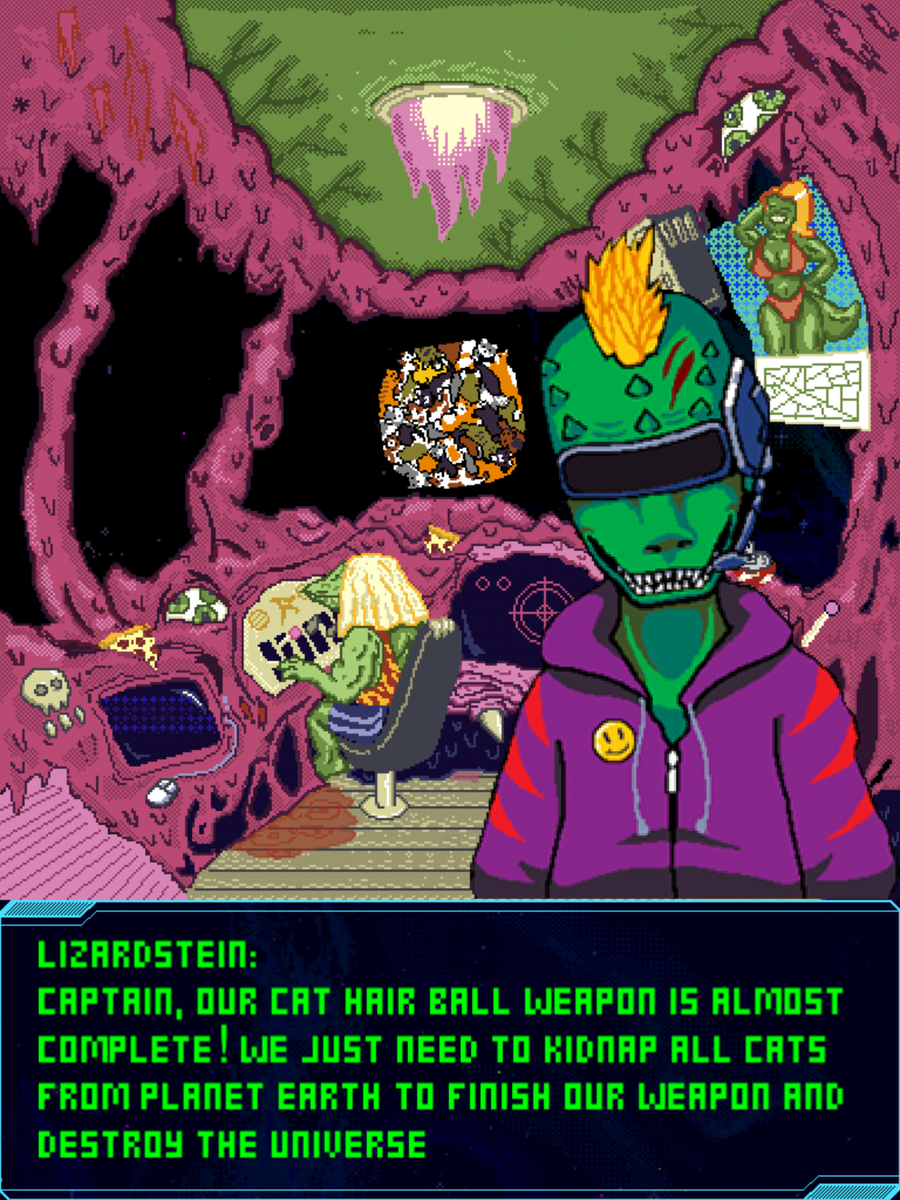 LIZARDSTEIN:
CAPTAIN, OUR CAT HAIR BALL WEAPON IS ALMOST
COMPLETE! WE JUST NEED TO KIDNAP ALL CATS
FROM PLANET EARTH TO FINISH OUR WEAPON AND
DESTROY THE UNIVERSE